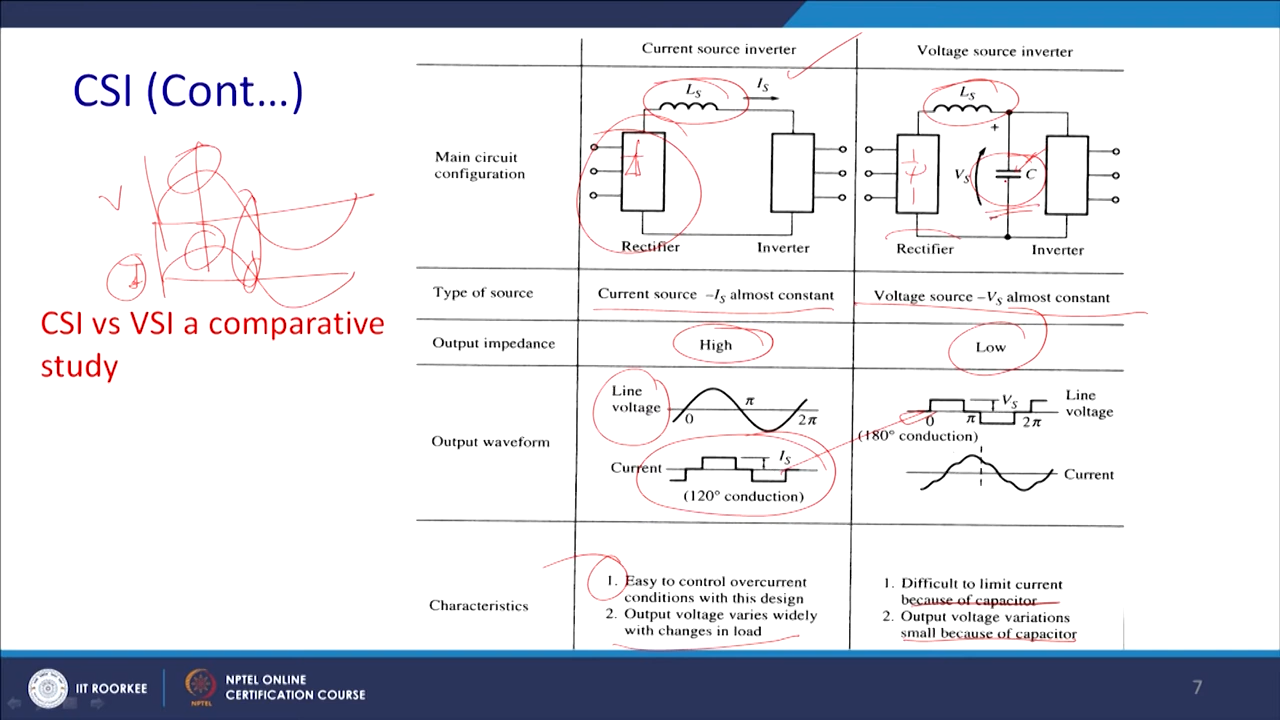 CSI (Cont...)
V
I
CSI vs VSI a comparative
study
Current source inverter
Voltage source inverter
Main circuit
configuration
L_S
I_S
Rectifier
Inverter
L_S
+
V_S
C
Rectifier
Inverter
Type of source
Current source –I_S almost constant
Voltage source –V_S almost constant
Output impedance
High
Low
Output waveform
Line
voltage
0
π
2π
Current
I_S
(120° conduction)
V_S
Line
voltage
0
π
2π
(180° conduction)
Current
Characteristics
1. Easy to control overcurrent
conditions with this design
2. Output voltage varies widely
with changes in load
1. Difficult to limit current
because of capacitor
2. Output voltage variations
small because of capacitor
IIT ROORKEE
NPTEL
NPTEL ONLINE
CERTIFICATION COURSE
7